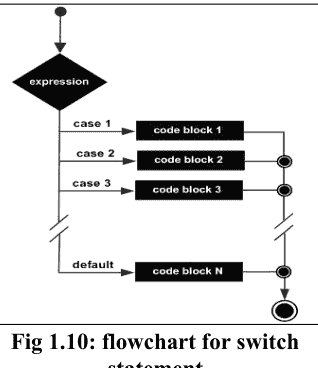 expression
case 1
code block 1
case 2
code block 2
case 3
code block 3
default
code block N
Fig 1.10: flowchart for switch
statement